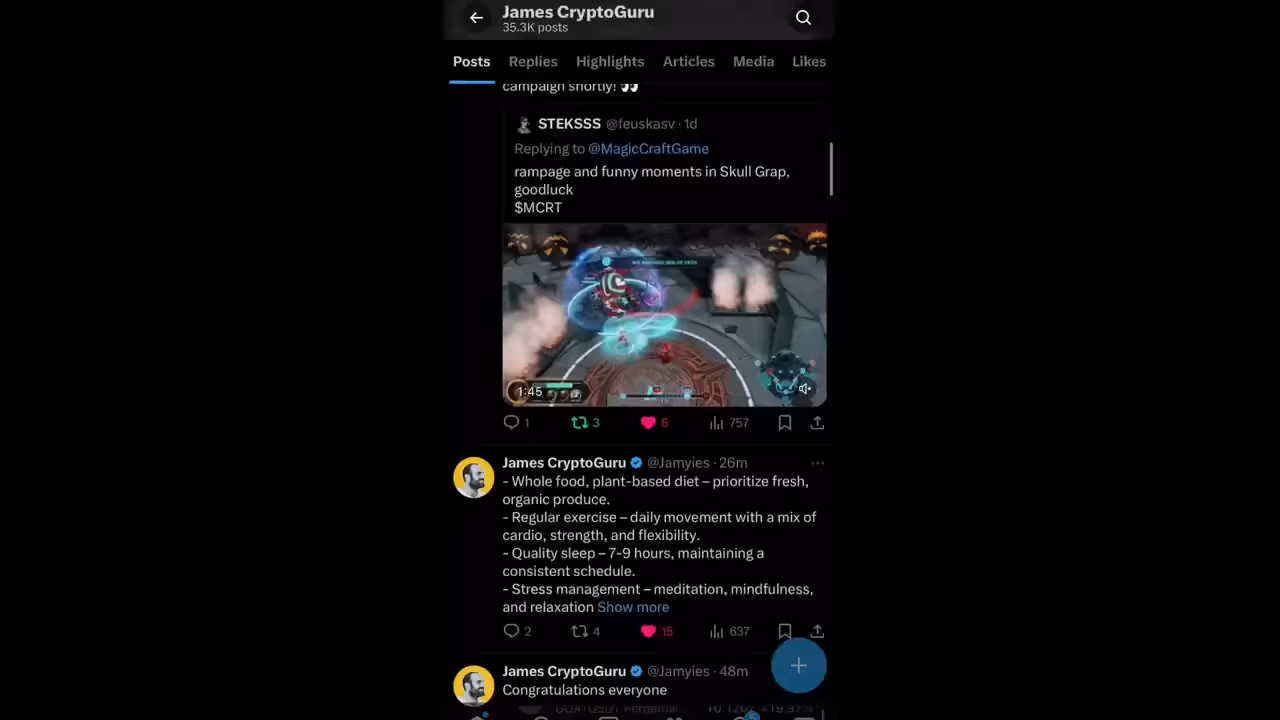 James CryptoGuru
35.3K posts
Posts Replies Highlights Articles Media Likes
campaign shortly! 👀
STEKSSS @feuskasv · 1d
Replying to @MagicCraftGame
rampage and funny moments in Skull Grap,
goodluck
$MCRT
1:45
1 3 6 757
James CryptoGuru @Jamyies · 26m
- Whole food, plant-based diet – prioritize fresh,
organic produce.
- Regular exercise – daily movement with a mix of
cardio, strength, and flexibility.
- Quality sleep – 7-9 hours, maintaining a
consistent schedule.
- Stress management – meditation, mindfulness,
and relaxation Show more
2 4 15 637
James CryptoGuru @Jamyies · 48m
Congratulations everyone